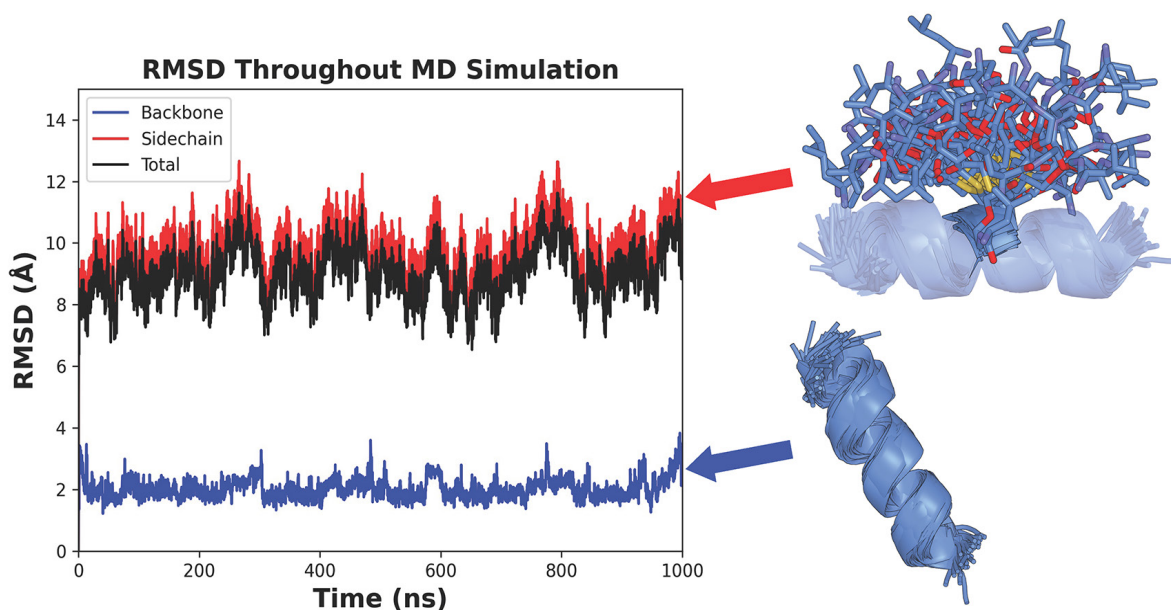 RMSD Throughout MD Simulation
Backbone
Sidechain
Total
RMSD (Å)
14
12
10
8
6
4
2
0
0 200 400 600 800 1000
Time (ns)